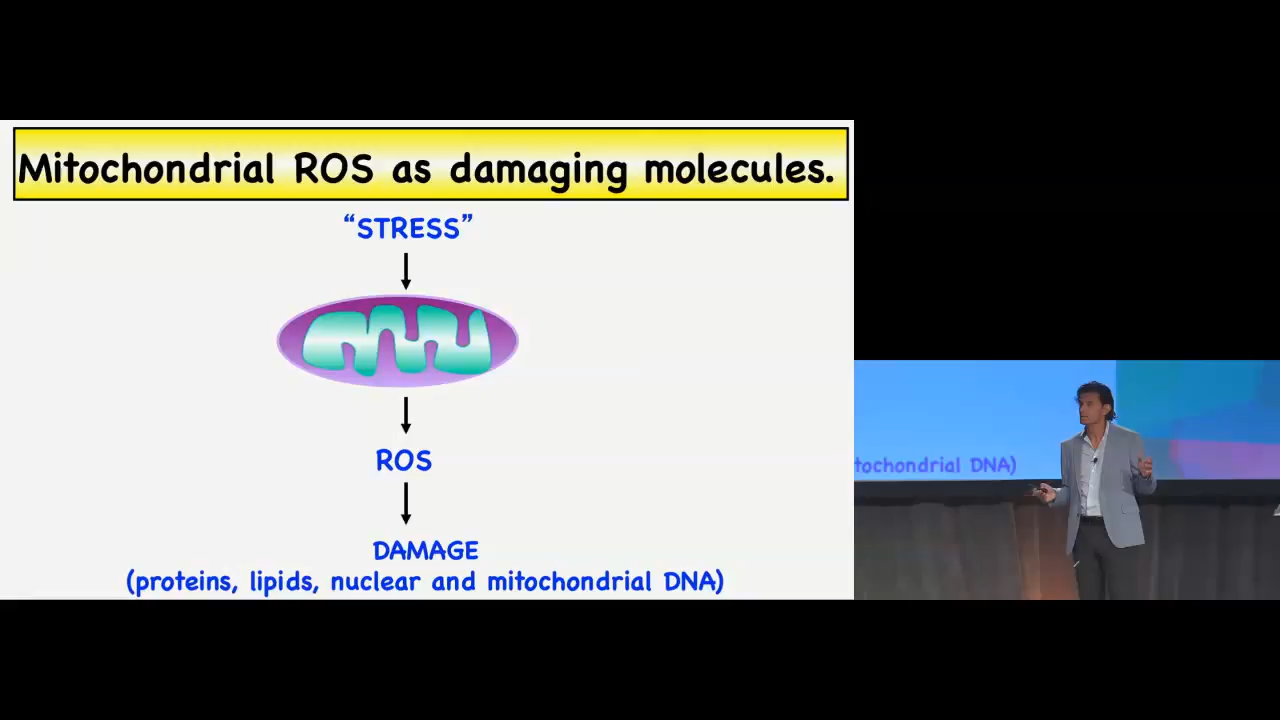 Mitochondrial ROS as damaging molecules.
“STRESS”
ROS
DAMAGE
(proteins, lipids, nuclear and mitochondrial DNA)
tochondrial DNA)